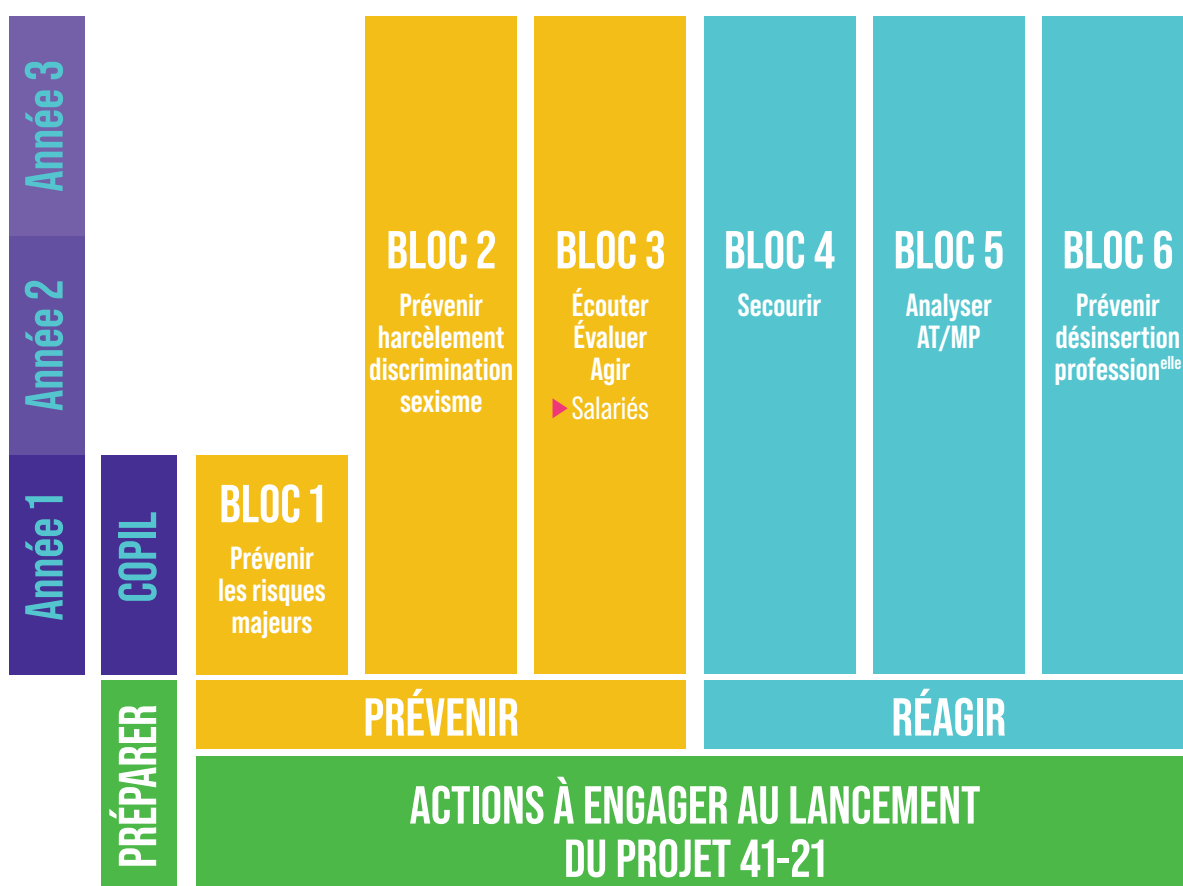 Année 3
Année 2
Année 1
COPIL
BLOC 1
Prévenir
les risques
majeurs
BLOC 2
Prévenir
harcèlement
discrimination
sexisme
BLOC 3
Écouter
Évaluer
Agir
Salariés
BLOC 4
Secourir
BLOC 5
Analyser
AT/MP
BLOC 6
Prévenir
désinsertion
professionelle
PRÉPARER
PRÉVENIR
RÉAGIR
ACTIONS À ENGAGER AU LANCEMENT
DU PROJET 41-21